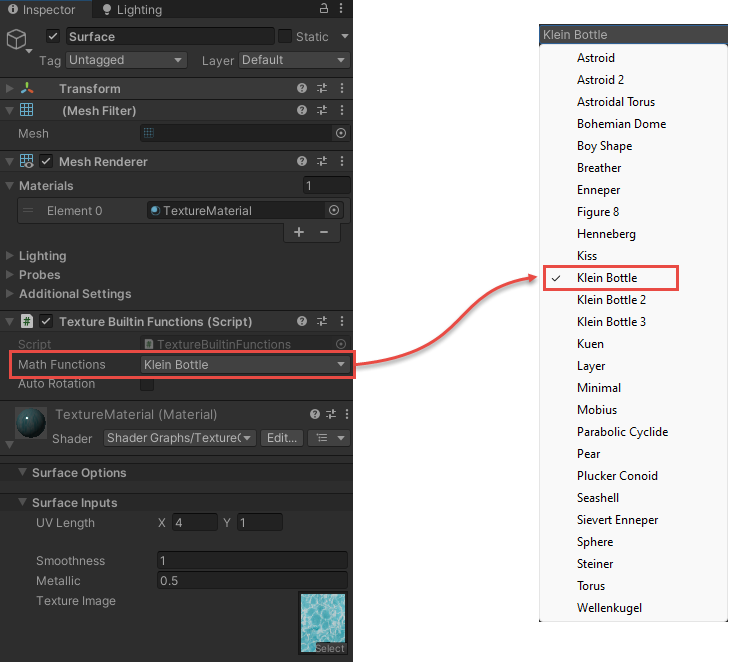 Inspector Lighting
Surface Static
Tag Untagged Layer Default
Transform
(Mesh Filter)
Mesh
Mesh Renderer
Materials 1
Element 0 TextureMaterial
+ −
Lighting
Probes
Additional Settings
# Texture Builtin Functions (Script)
Script # TextureBuiltinFunctions
Math Functions Klein Bottle
Auto Rotation
TextureMaterial (Material)
Shader Shader Graphs/Texture Edit...
Surface Options
Surface Inputs
UV Length X 4 Y 1
Smoothness 1
Metallic 0.5
Texture Image
Select
Klein Bottle
Astroid
Astroid 2
Astroidal Torus
Bohemian Dome
Boy Shape
Breather
Enneper
Figure 8
Henneberg
Kiss
Klein Bottle
Klein Bottle 2
Klein Bottle 3
Kuen
Layer
Minimal
Mobius
Parabolic Cyclide
Pear
Plucker Conoid
Seashell
Sievert Enneper
Sphere
Steiner
Torus
Wellenkugel